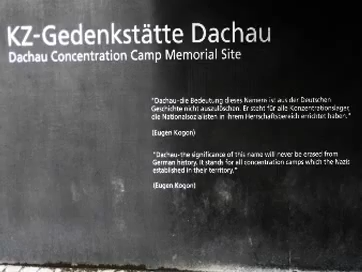 KZ-Gedenkstätte Dachau
Dachau Concentration Camp Memorial Site
"Dachau-die Bedeutung dieses Namens ist aus der Deutschen
Geschichte nicht auszulöschen. Er steht für alle Konzentrationslager,
die Nationalsozialisten in ihrem Herrschaftsbereich errichtet haben."
(Eugen Kogon)
"Dachau-the significance of this name will never be erased from
German history. It stands for all concentration camps which the Nazis
established in their territory."
(Eugen Kogon)